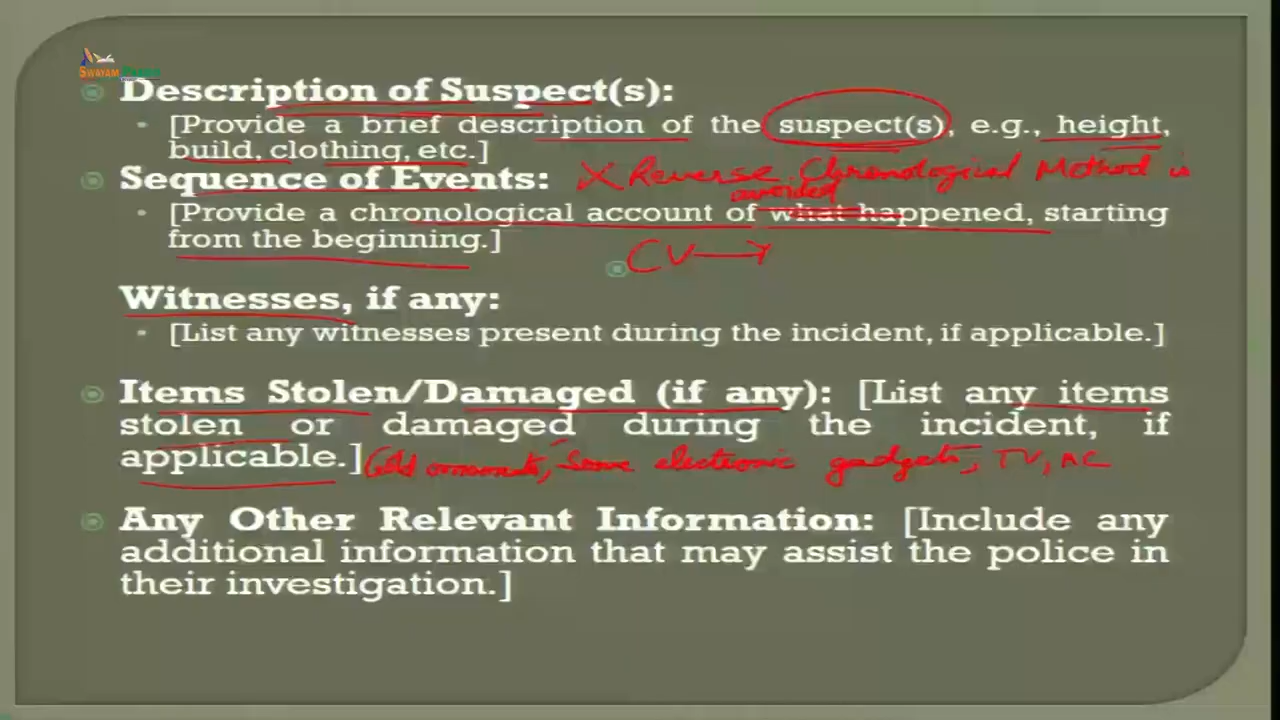 SWAYAM PRABHA
Description of Suspect(s):
[Provide a brief description of the suspect(s), e.g., height,
build, clothing, etc.]
Sequence of Events: X Reverse Chronological Method is
avoided
[Provide a chronological account of what happened, starting
from the beginning.]
CV
Witnesses, if any:
[List any witnesses present during the incident, if applicable.]
Items Stolen/Damaged (if any): [List any items
stolen or damaged during the incident, if
applicable.] Gold ornaments, Some electronic gadgets, TV, AC
Any Other Relevant Information: [Include any
additional information that may assist the police in
their investigation.]